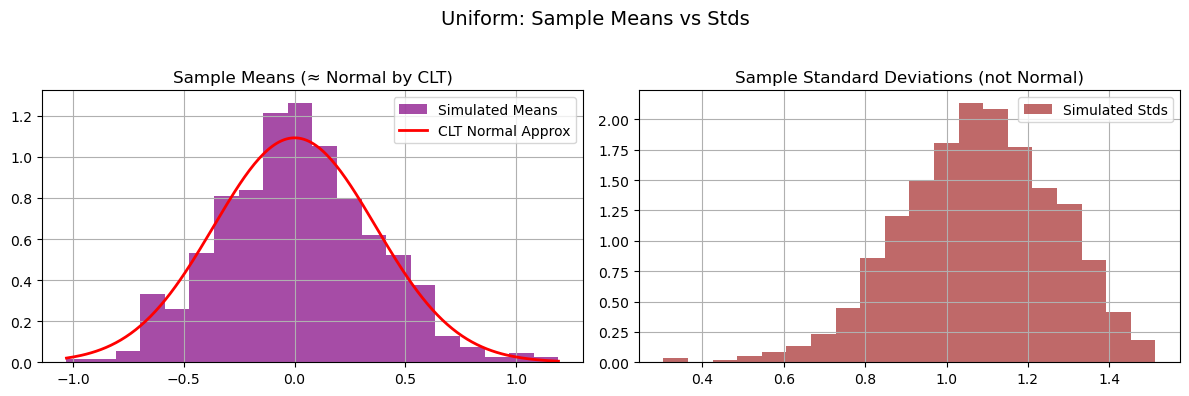 Uniform: Sample Means vs Stds
Sample Means (≈ Normal by CLT)
Simulated Means
CLT Normal Approx
1.2
1.0
0.8
0.6
0.4
0.2
0.0
−1.0 −0.5 0.0 0.5 1.0
Sample Standard Deviations (not Normal)
Simulated Stds
2.00
1.75
1.50
1.25
1.00
0.75
0.50
0.25
0.00
0.4 0.6 0.8 1.0 1.2 1.4